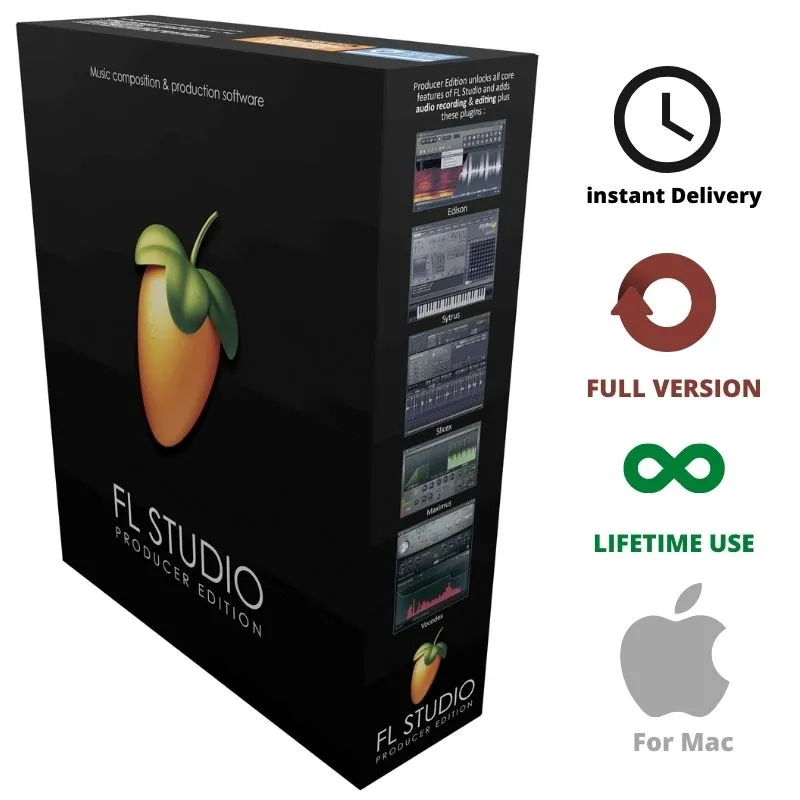 Music composition & production software
FL STUDIO
PRODUCER EDITION
Producer Edition unlocks all core
features of FL Studio and adds
audio recording & editing plus
these plugins :
Edison
Sytrus
Slicex
Maximus
Vocodex
FL STUDIO
PRODUCER EDITION
instant Delivery
FULL VERSION
LIFETIME USE
For Mac